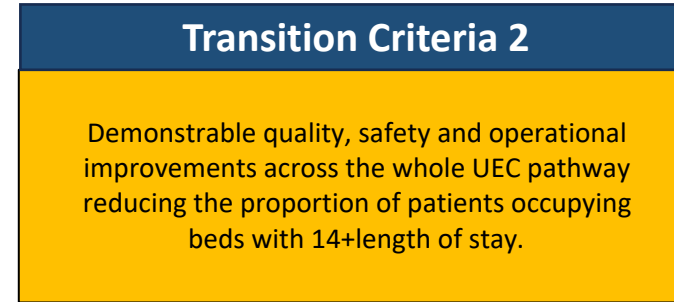 Transition Criteria 2
Demonstrable quality, safety and operational
improvements across the whole UEC pathway
reducing the proportion of patients occupying
beds with 14+length of stay.